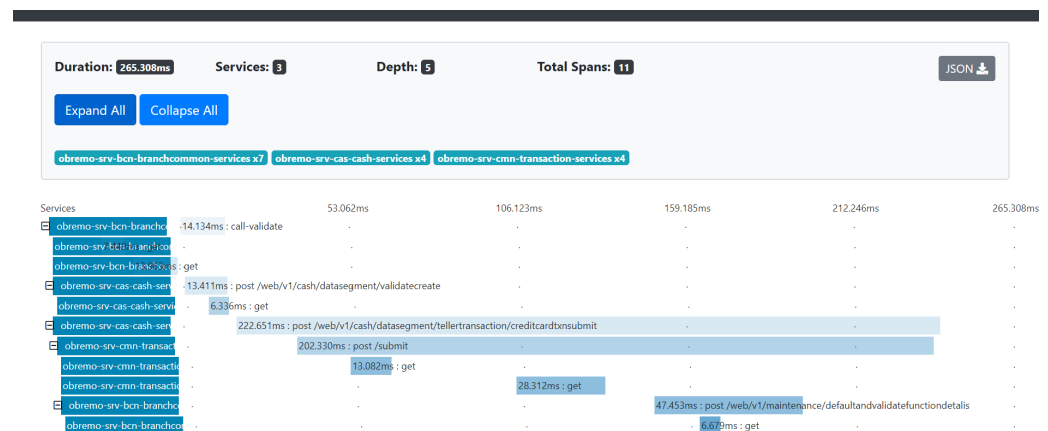 Duration: 265.308ms Services: 3 Depth: 5 Total Spans: 11 JSON
Expand All Collapse All
obremo-srv-bcn-branchcommon-services x7 obremo-srv-cas-cash-services x4 obremo-srv-cmn-transaction-services x4
Services 53.062ms 106.123ms 159.185ms 212.246ms 265.308ms
obremo-srv-bcn-branchco 14.134ms : call-validate
obremo-srv-bcn-branchcor
obremo-srv-bcn-branchcor : get
obremo-srv-cas-cash-serv 13.411ms : post /web/v1/cash/datasegment/validatecreate
obremo-srv-cas-cash-servi 6.336ms : get
obremo-srv-cas-cash-serv 222.651ms : post /web/v1/cash/datasegment/tellertransaction/creditcardtxnsubmit
obremo-srv-cmn-transact 202.330ms : post /submit
obremo-srv-cmn-transactic 13.082ms : get
obremo-srv-cmn-transactic 28.312ms : get
obremo-srv-bcn-branchc 47.453ms : post /web/v1/maintenance/defaultandvalidatefunctiondetalis
obremo-srv-bcn-branchcor 6.679ms : get